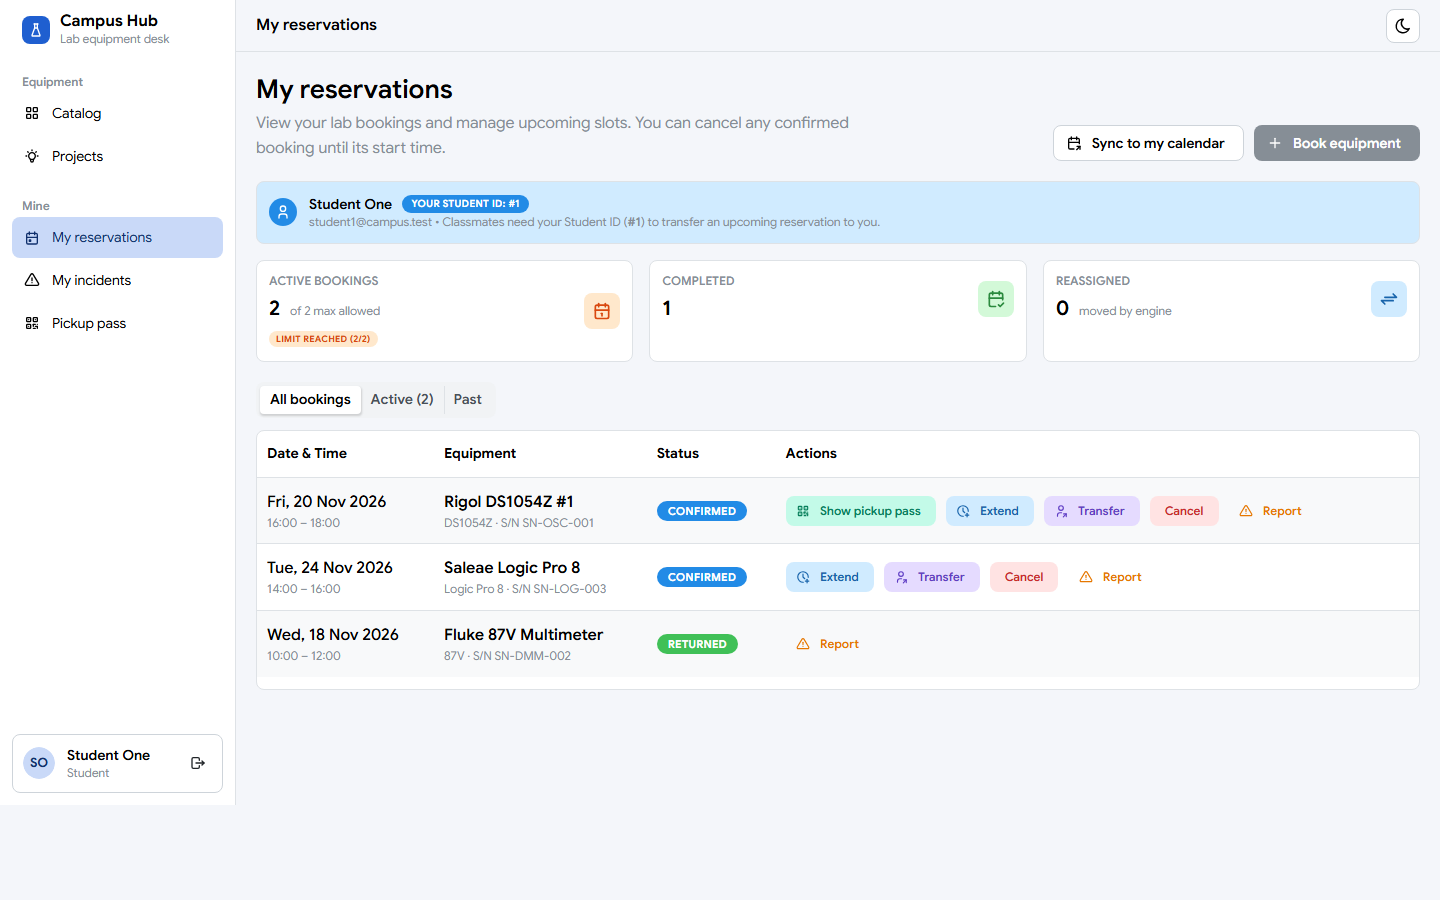 Campus Hub
Lab equipment desk
Equipment
Catalog
Projects
Mine
My reservations
My incidents
Pickup pass
SO
Student One
Student
My reservations
My reservations
View your lab bookings and manage upcoming slots. You can cancel any confirmed
booking until its start time.
Sync to my calendar
Book equipment
Student One YOUR STUDENT ID: #1
student1@campus.test • Classmates need your Student ID (#1) to transfer an upcoming reservation to you.
ACTIVE BOOKINGS
2 of 2 max allowed
LIMIT REACHED (2/2)
COMPLETED
1
REASSIGNED
0 moved by engine
All bookings Active (2) Past
Date & Time Equipment Status Actions
Fri, 20 Nov 2026 Rigol DS1054Z #1 CONFIRMED Show pickup pass Extend Transfer Cancel Report
16:00 – 18:00 DS1054Z · S/N SN-OSC-001
Tue, 24 Nov 2026 Saleae Logic Pro 8 CONFIRMED Extend Transfer Cancel Report
14:00 – 16:00 Logic Pro 8 · S/N SN-LOG-003
Wed, 18 Nov 2026 Fluke 87V Multimeter RETURNED Report
10:00 – 12:00 87V · S/N SN-DMM-002